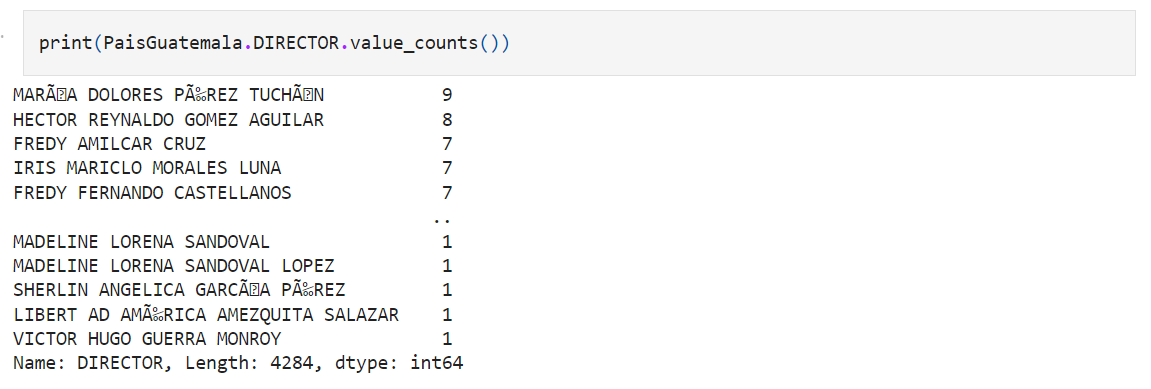 print(PaisGuatemala.DIRECTOR.value_counts())
MARÃA DOLORES PÃ‰REZ TUCHÃN 9
HECTOR REYNALDO GOMEZ AGUILAR 8
FREDY AMILCAR CRUZ 7
IRIS MARICLO MORALES LUNA 7
FREDY FERNANDO CASTELLANOS 7
..
MADELINE LORENA SANDOVAL 1
MADELINE LORENA SANDOVAL LOPEZ 1
SHERLIN ANGELICA GARCÃA PÃ‰REZ 1
LIBERT AD AMÃ‰RICA AMEZQUITA SALAZAR 1
VICTOR HUGO GUERRA MONROY 1
Name: DIRECTOR, Length: 4284, dtype: int64